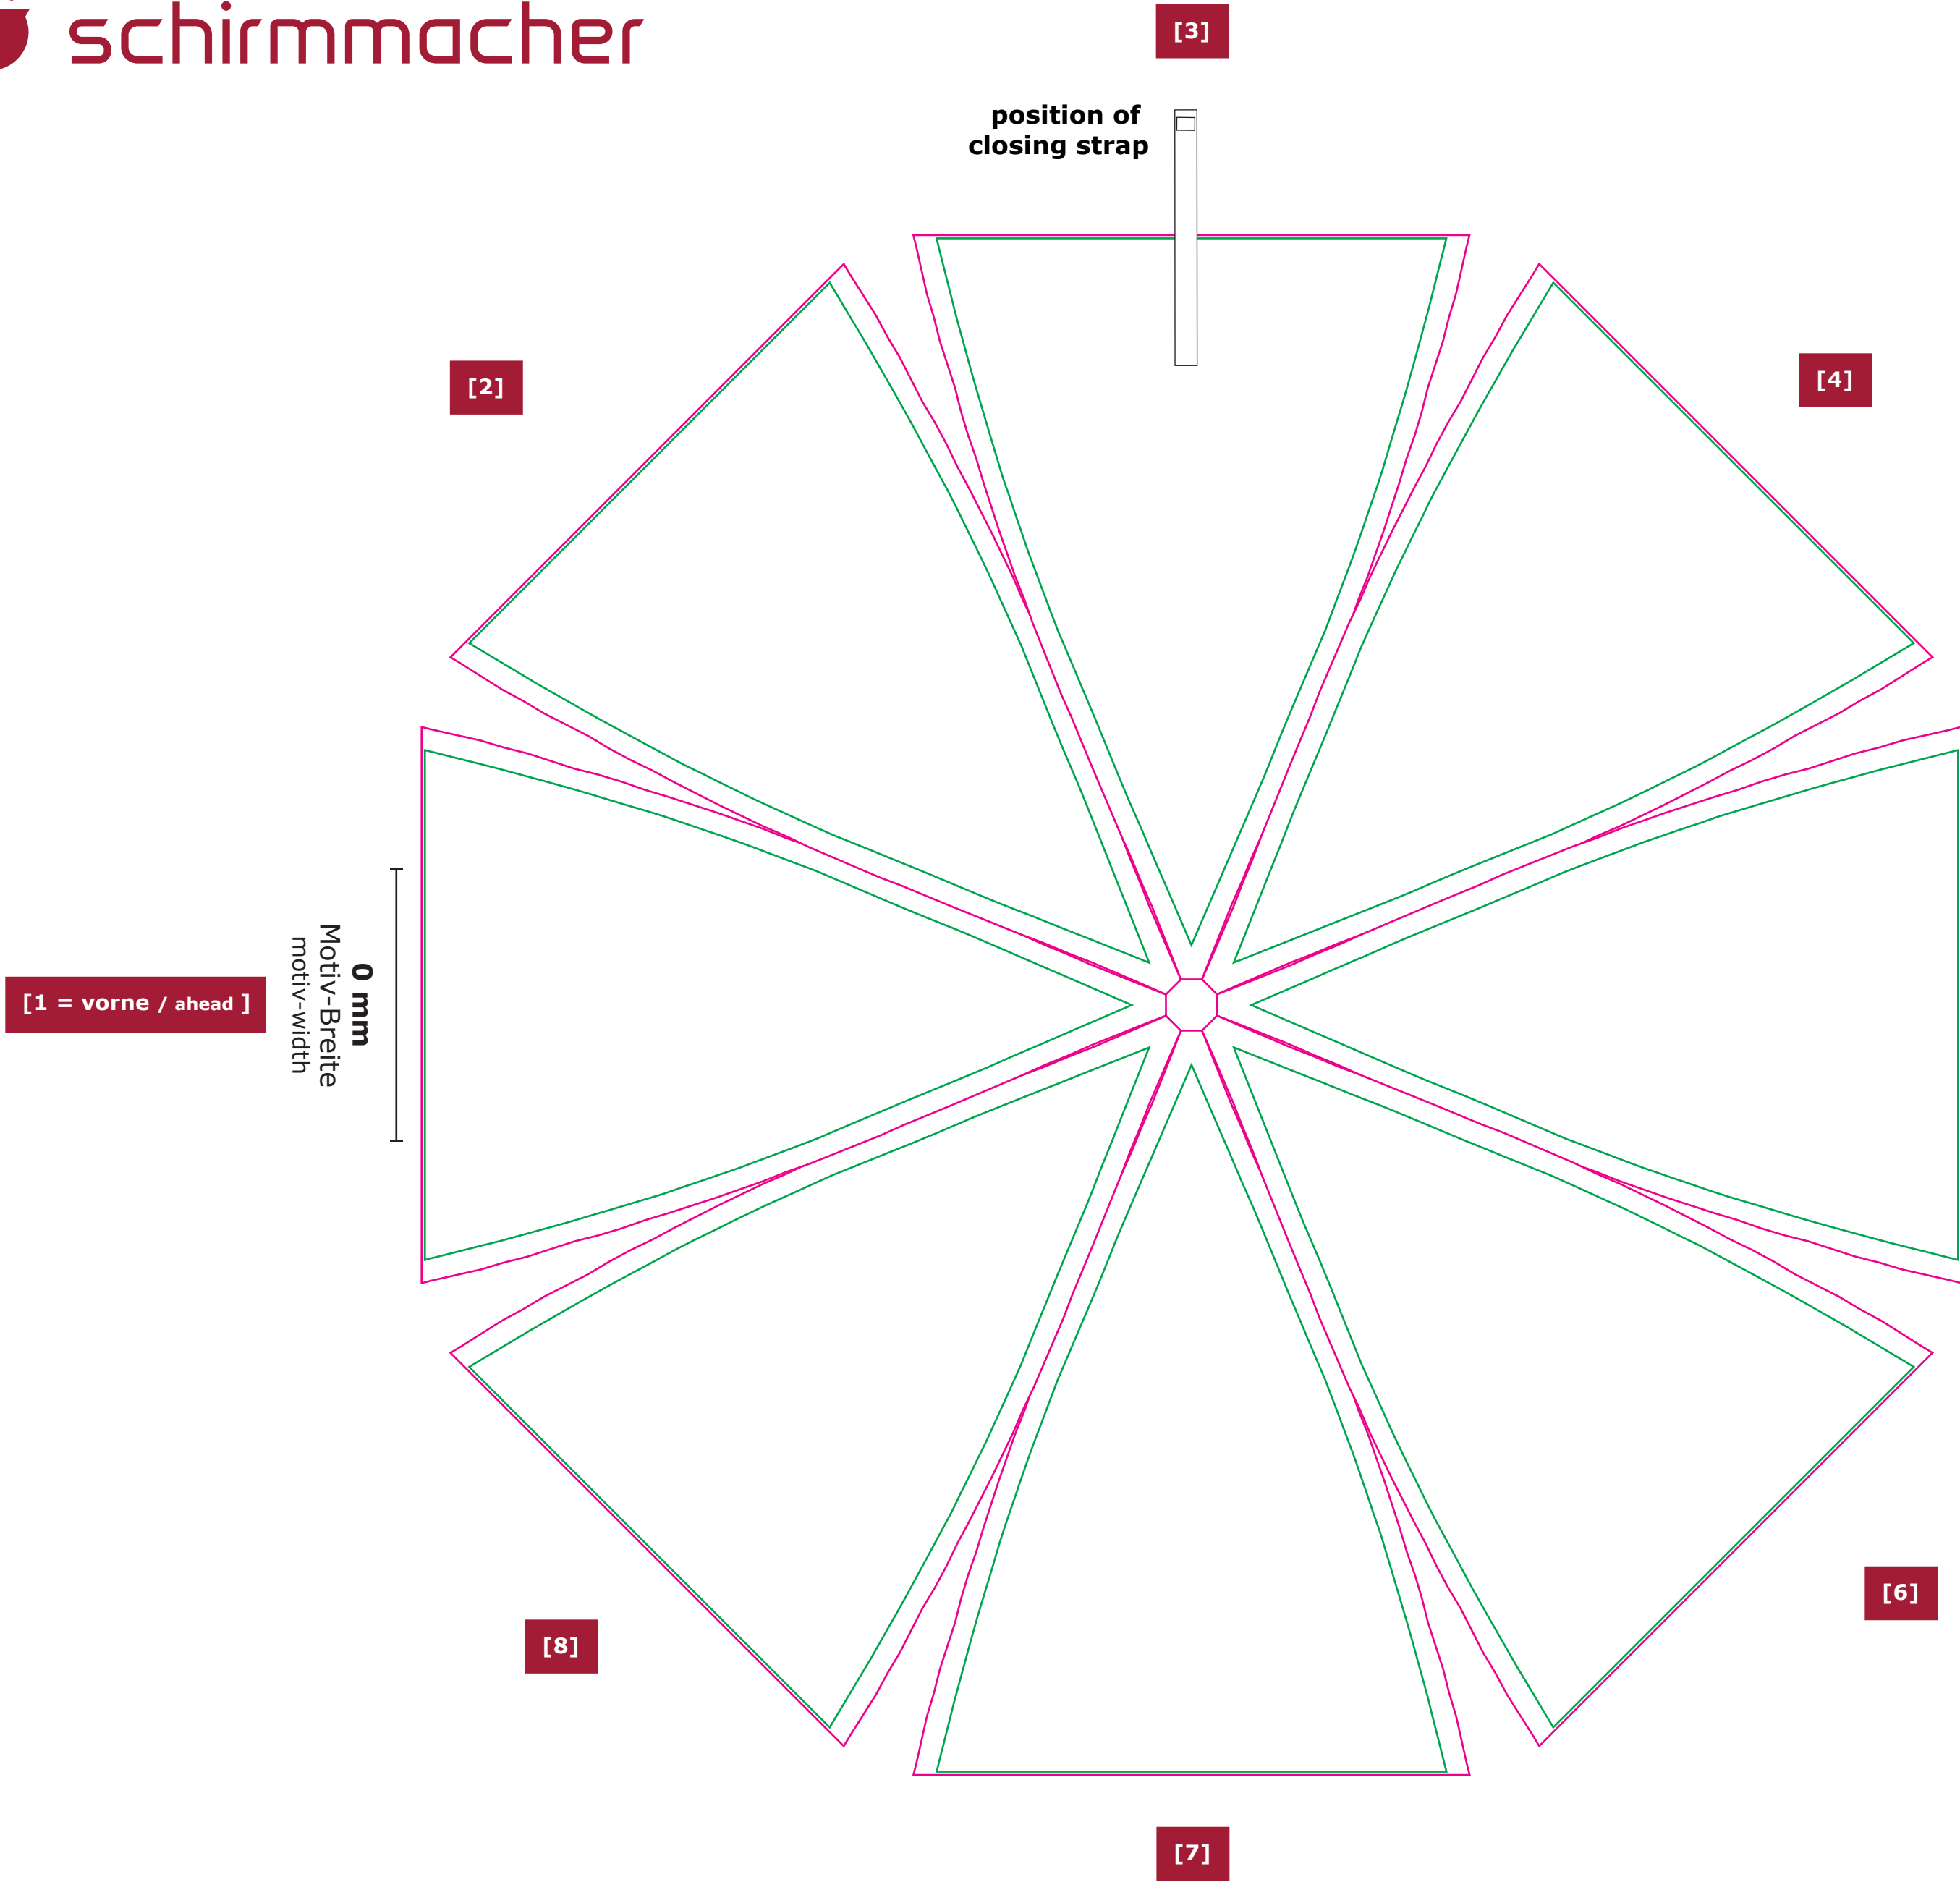 schirmmacher
[3]
position of
closing strap
[2]
[4]
[1 = vorne / ahead ]
0 mm
Motiv-Breite
motiv-width
[6]
[8]
[7]